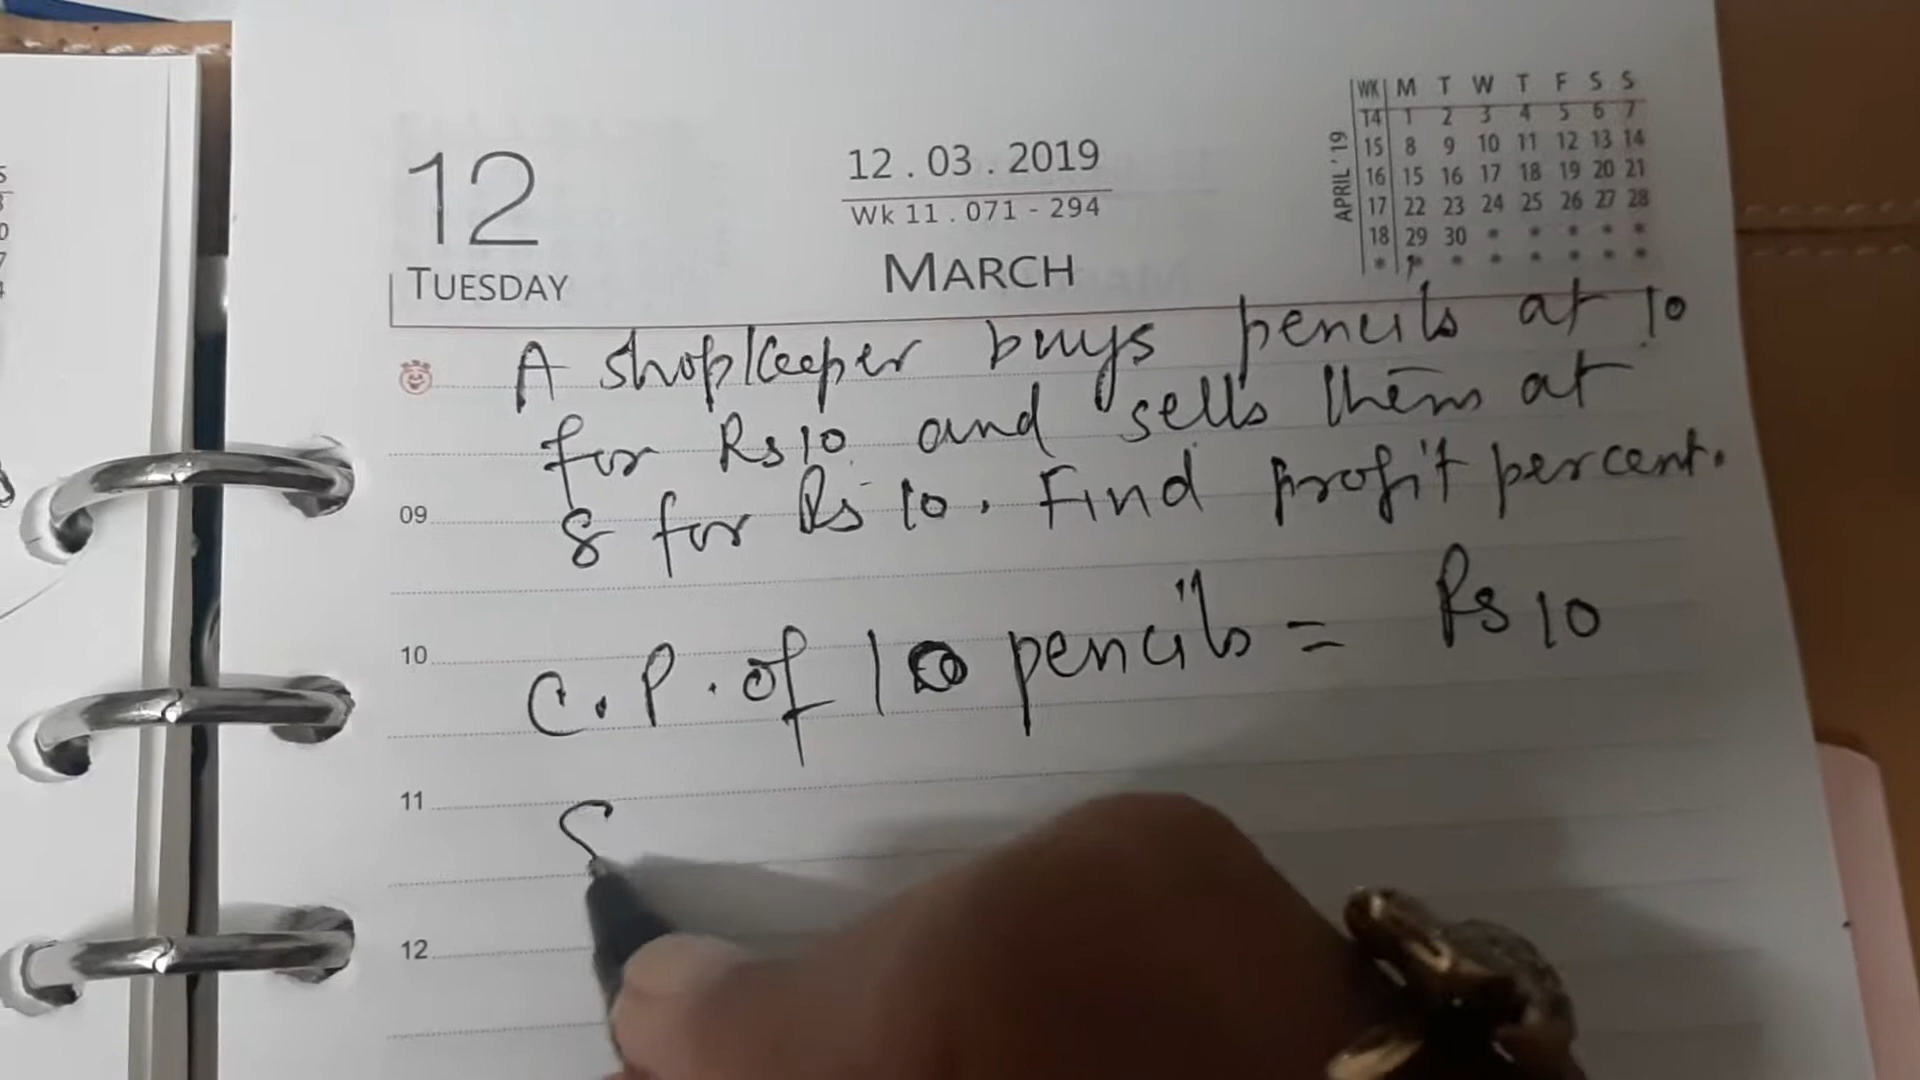 12
TUESDAY
12 . 03 . 2019
Wk 11 . 071 - 294
MARCH
APRIL '19
WK M T W T F S S
14 1 2 3 4 5 6 7
15 8 9 10 11 12 13 14
16 15 16 17 18 19 20 21
17 22 23 24 25 26 27 28
18 29 30 * * * * *
* * * * * * * *
A shopkeeper buys pencils at 10
for Rs 10 and sells them at
09 8 for Rs 10. Find profit percent.
10 C.P. of 10 pencils = Rs 10
11 S
12